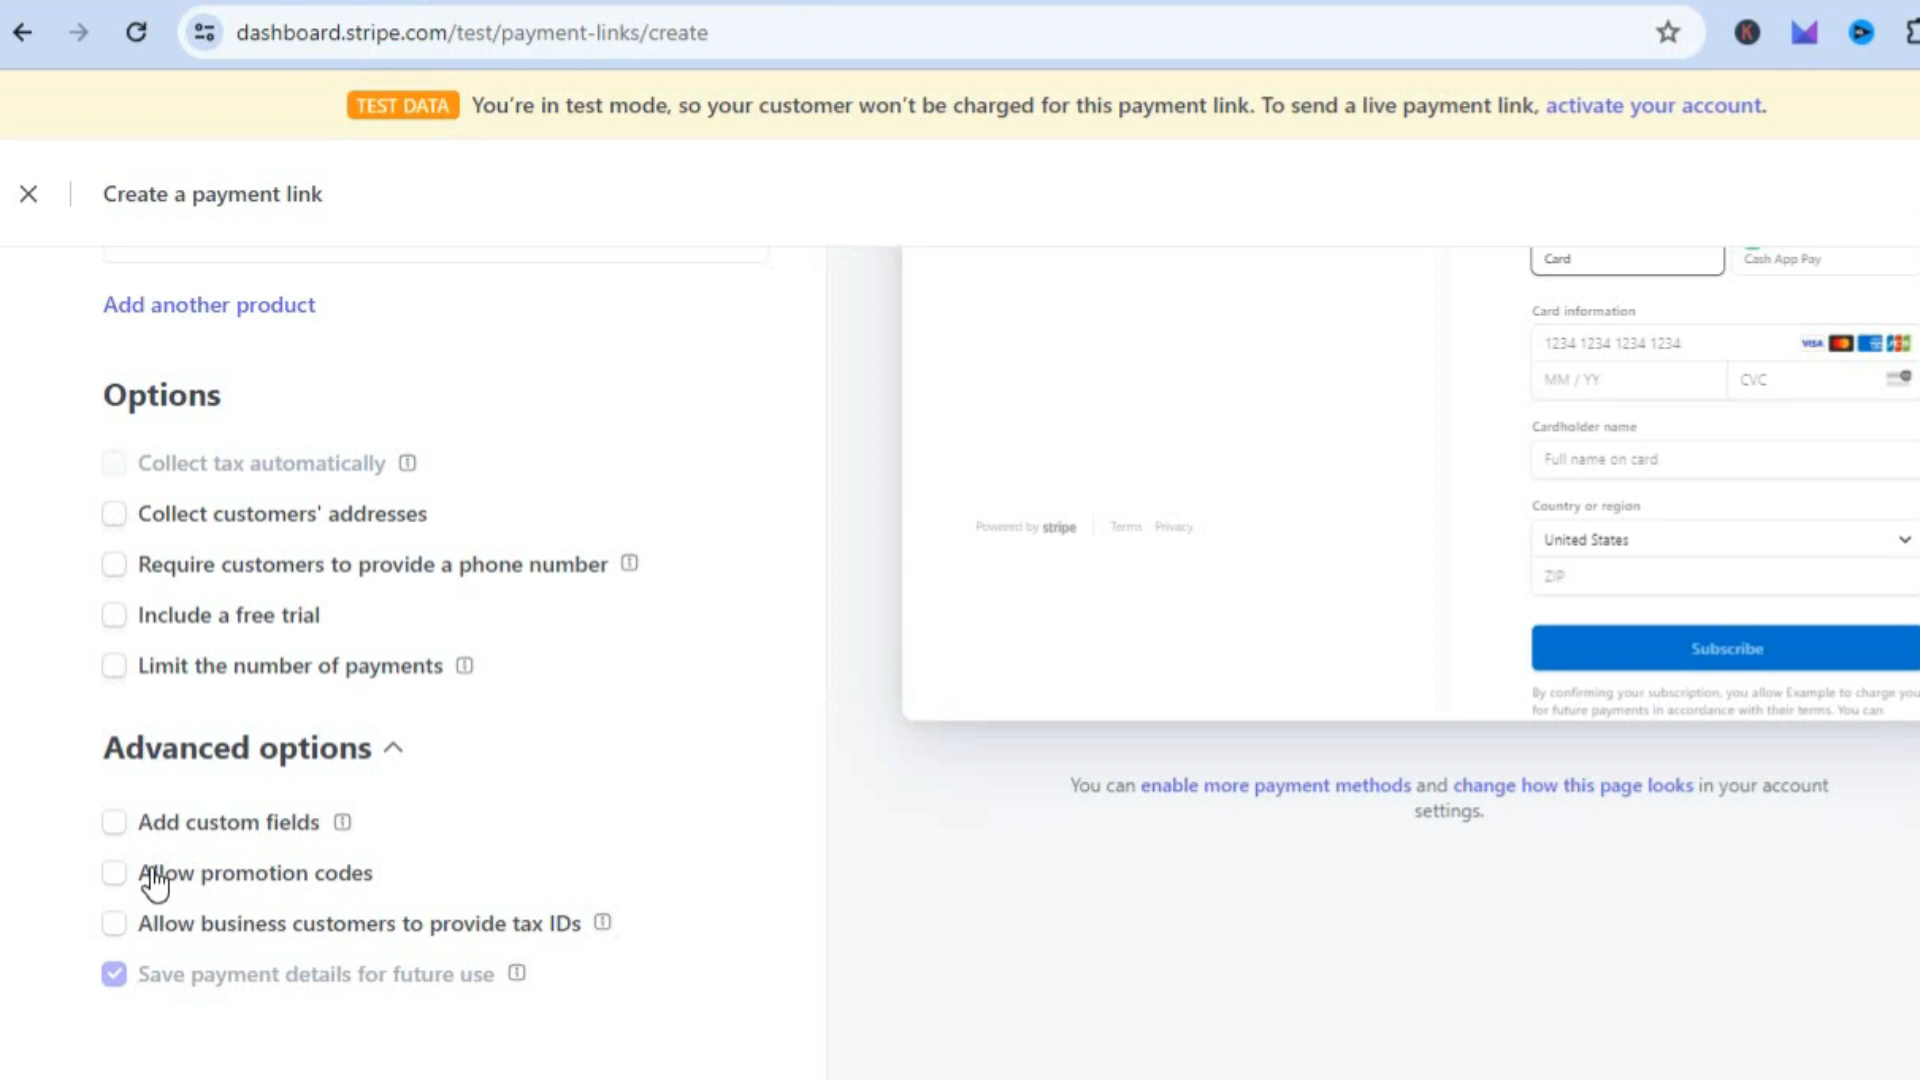 dashboard.stripe.com/test/payment-links/create
K
TEST DATA You're in test mode, so your customer won't be charged for this payment link. To send a live payment link, activate your account.
Create a payment link
Add another product
Options
Collect tax automatically
Collect customers' addresses
Require customers to provide a phone number
Include a free trial
Limit the number of payments
Advanced options
Add custom fields
Allow promotion codes
Allow business customers to provide tax IDs
Save payment details for future use
Card
Cash App Pay
Card information
1234 1234 1234 1234
VISA
MM / YY
CVC
Cardholder name
Full name on card
Country or region
United States
ZIP
Powered by stripe
Terms Privacy
Subscribe
By confirming your subscription, you allow Example to charge you
for future payments in accordance with their terms. You can
You can enable more payment methods and change how this page looks in your account
settings.